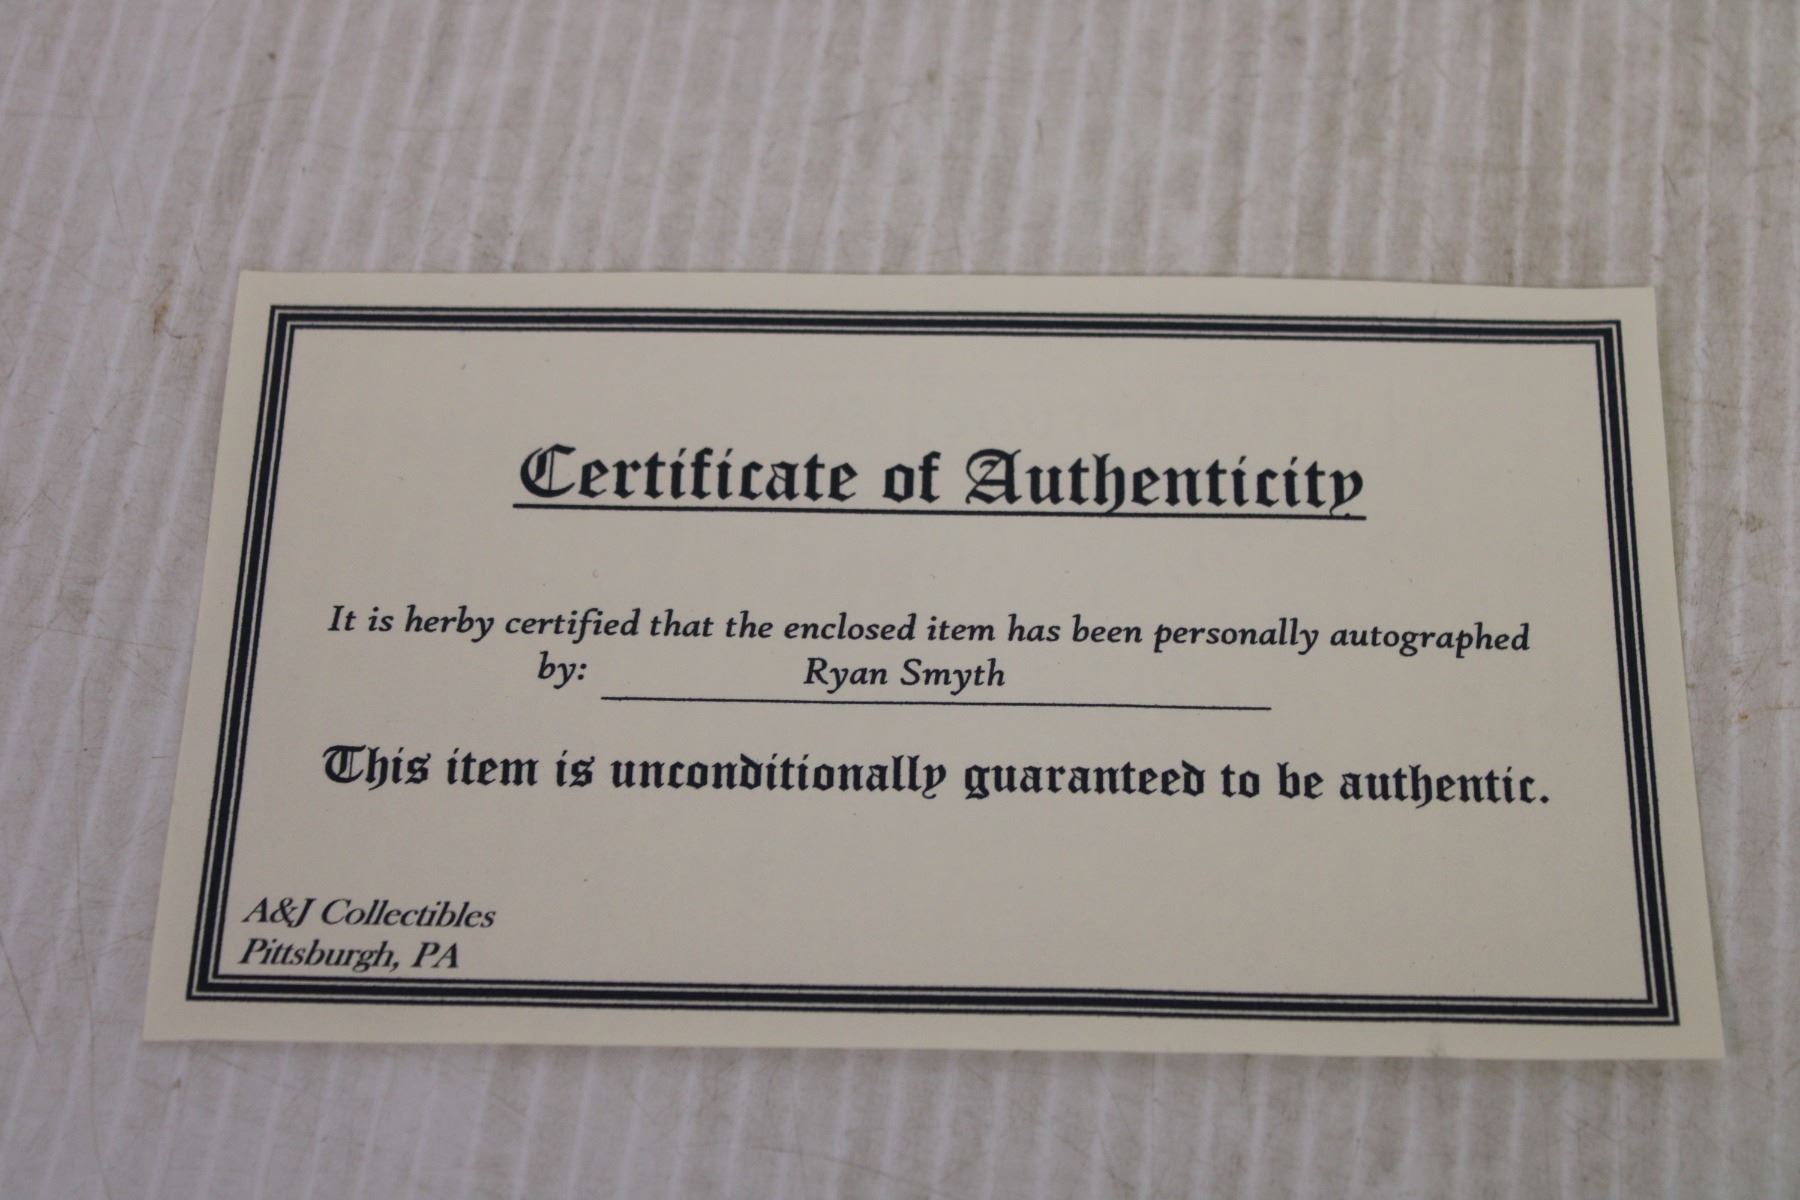 Certificate of Authenticity
It is herby certified that the enclosed item has been personally autographed
by: Ryan Smyth
This item is unconditionally guaranteed to be authentic.
A&J Collectibles
Pittsburgh, PA